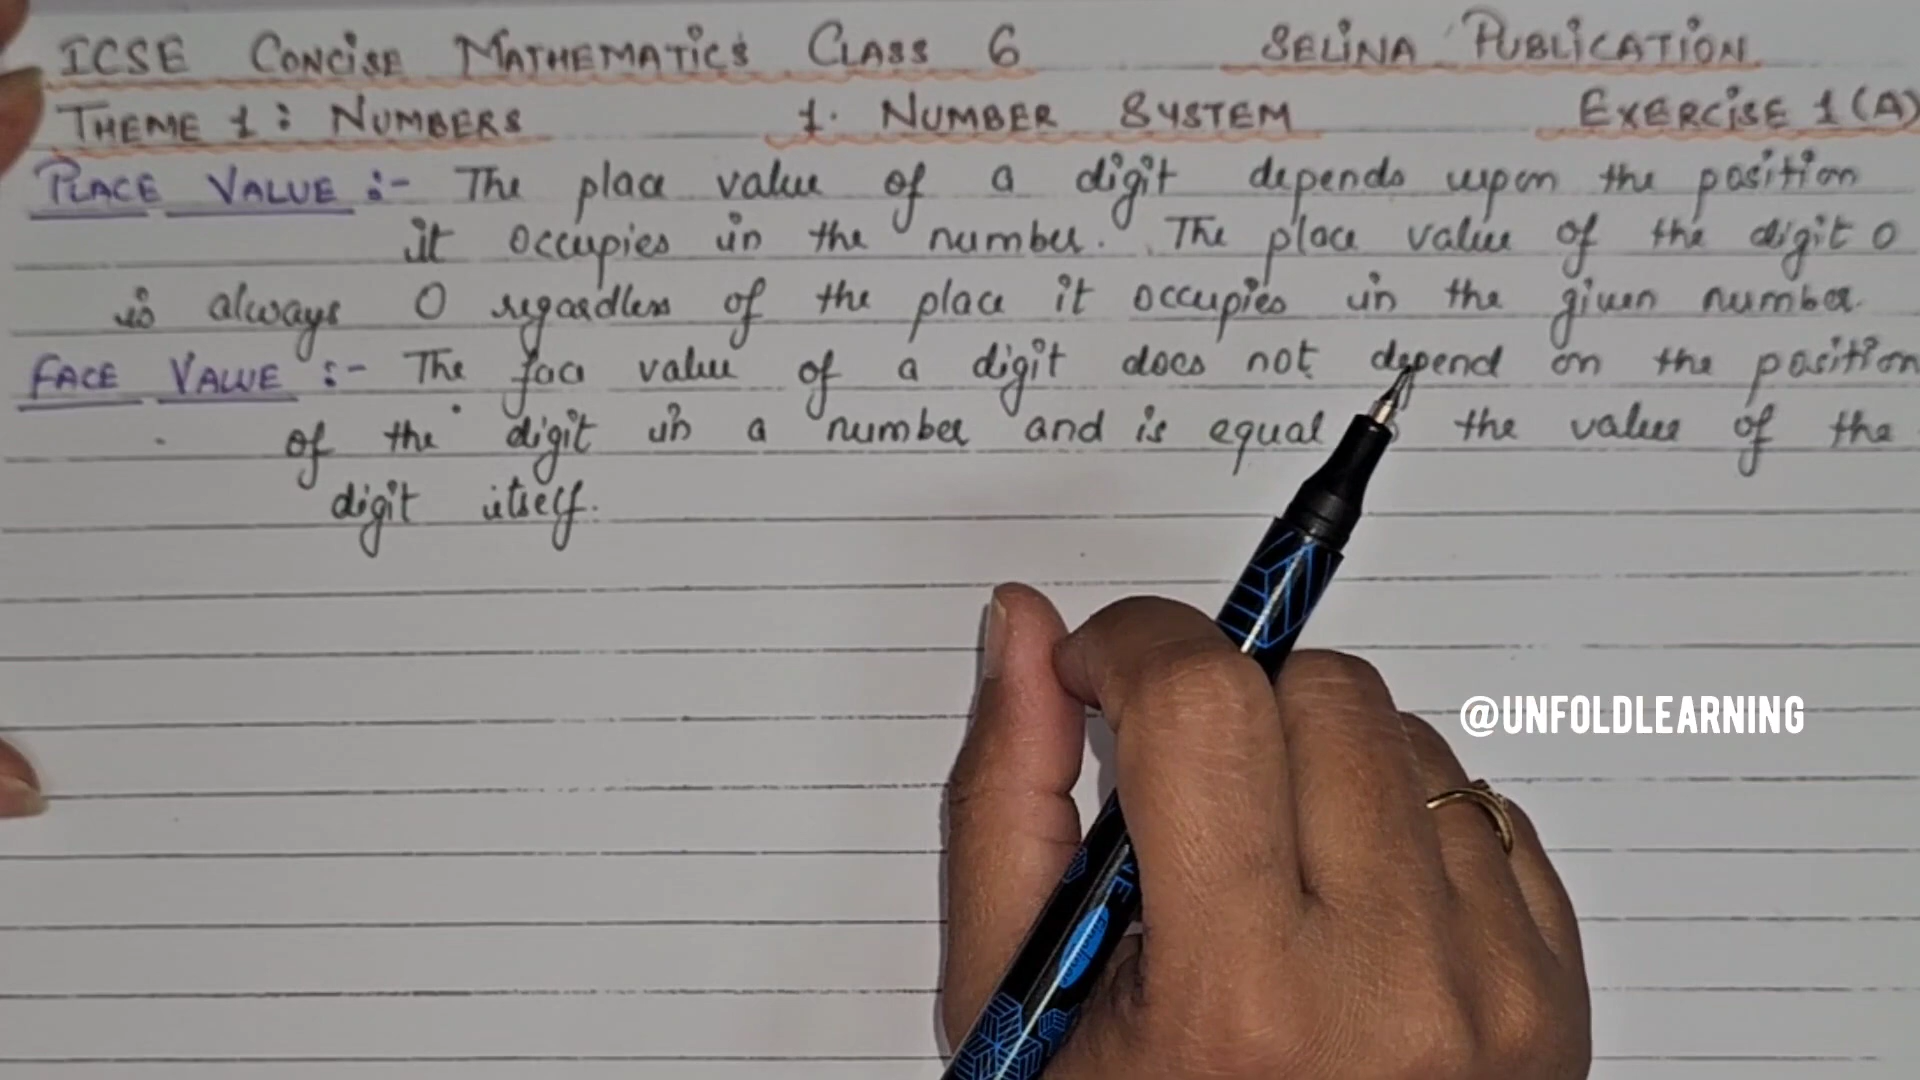 ICSE CONCISE MATHEMATICS CLASS 6 SELINA PUBLICATION
THEME 1: NUMBERS 1. NUMBER SYSTEM EXERCISE 1(A)
PLACE VALUE :- The place value of a digit depends upon the position
it occupies in the number. The place value of the digit 0
is always 0 regardless of the place it occupies in the given number.
FACE VALUE :- The face value of a digit does not depend on the position
of the digit in a number and is equal the value of the
digit itself.
@UNFOLDLEARNING